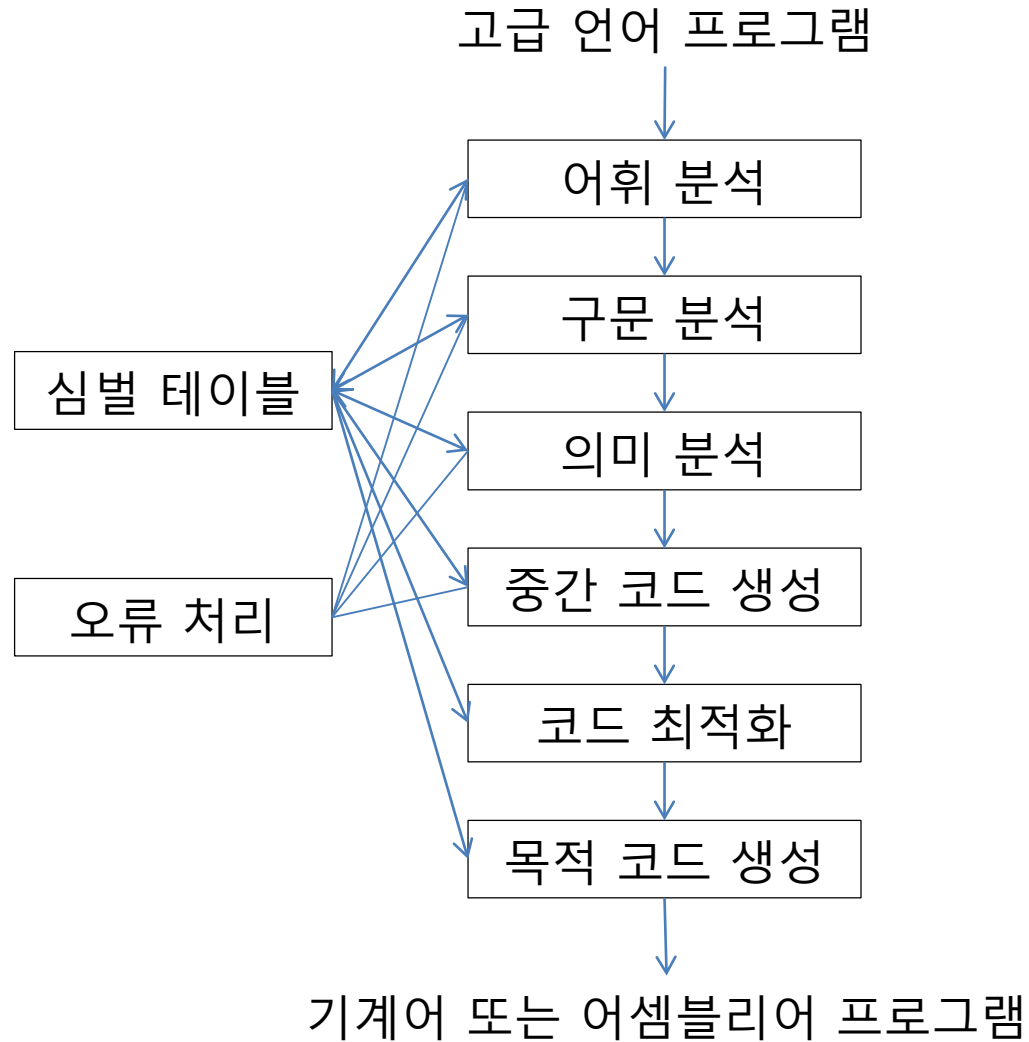 고급 언어 프로그램
어휘 분석
구문 분석
심벌 테이블
의미 분석
중간 코드 생성
오류 처리
코드 최적화
목적 코드 생성
기계어 또는 어셈블리어 프로그램